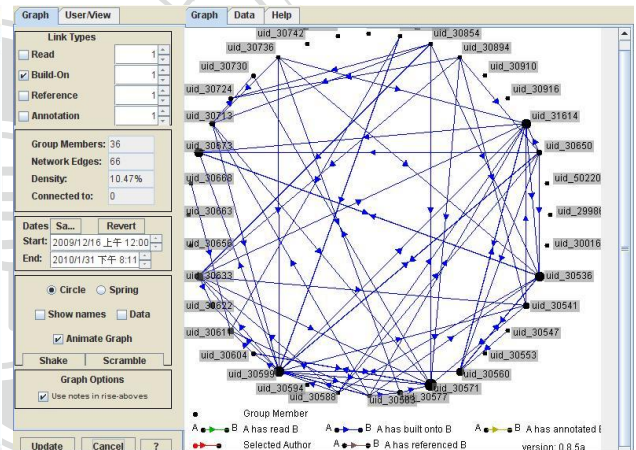 Graph User/View
Link Types
Read 1
Build-On 1
Reference 1
Annotation 1
Group Members: 36
Network Edges: 66
Density: 10.47%
Connected to: 0
Dates Sa... Revert
Start: 2009/12/16 上午 12:00
End: 2010/1/31 下午 8:11
Circle Spring
Show names Data
Animate Graph
Shake Scramble
Graph Options
Use notes in rise-aboves
Update Cancel ?
Graph Data Help
uid_30742 uid_30854
uid_30736 uid_30894
uid_30730 uid_30910
uid_30724 uid_30916
uid_30713 uid_31614
uid_30673 uid_30650
uid_30668 uid_50220
uid_30663
uid_30656 uid_30016
uid_30633 uid_30536
uid_30622 uid_30541
uid_30611 uid_30547
uid_30604 uid_30553
uid_30599 uid_30560
uid_30594 uid_30571
uid_30588 uid_30577
Group Member
A B A has read B A B A has built onto B A B A has annotated
Selected Author A B A has referenced B version: 0.8.5a